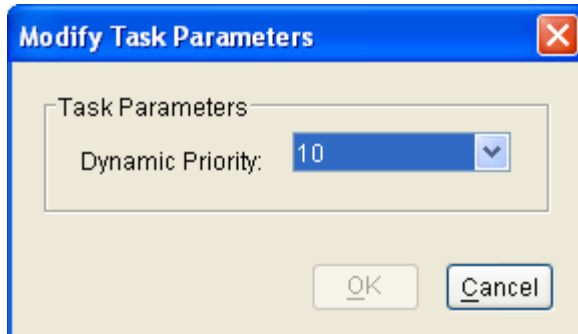 Modify Task Parameters
Task Parameters
Dynamic Priority: 10
OK Cancel